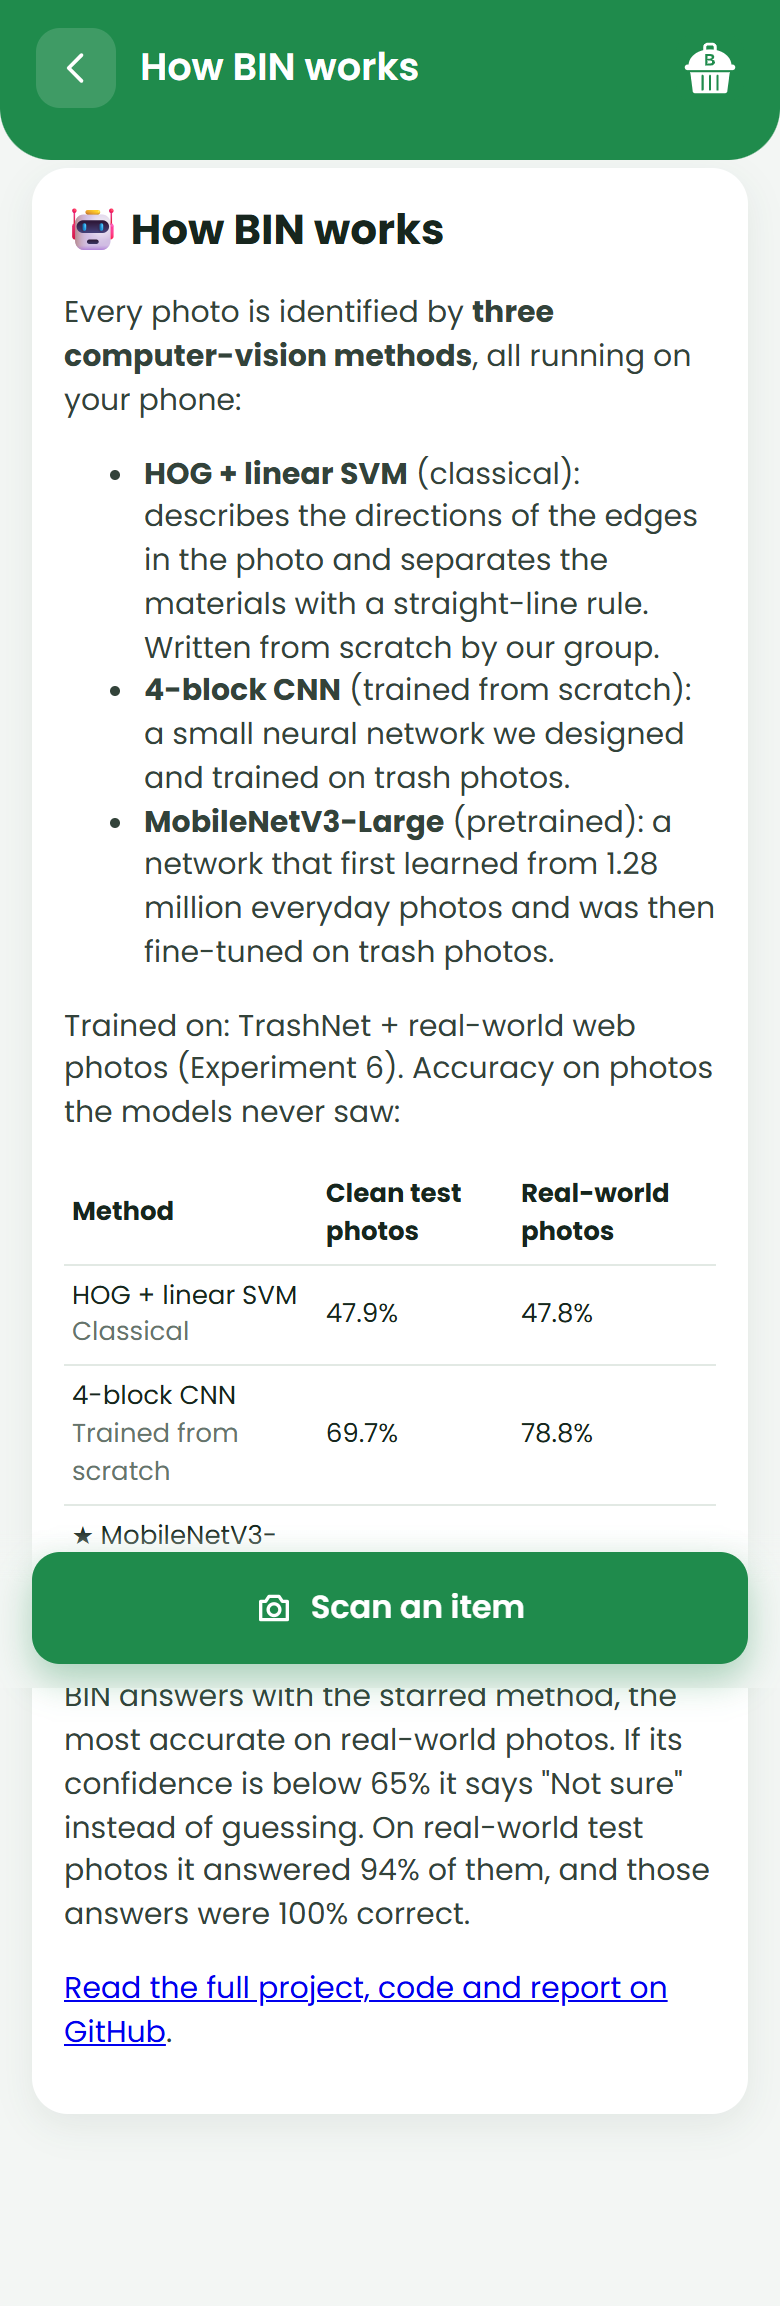 How BIN works
B
How BIN works
Every photo is identified by three
computer-vision methods, all running on
your phone:
• HOG + linear SVM (classical):
describes the directions of the edges
in the photo and separates the
materials with a straight-line rule.
Written from scratch by our group.
• 4-block CNN (trained from scratch):
a small neural network we designed
and trained on trash photos.
• MobileNetV3-Large (pretrained): a
network that first learned from 1.28
million everyday photos and was then
fine-tuned on trash photos.
Trained on: TrashNet + real-world web
photos (Experiment 6). Accuracy on photos
the models never saw:
Method Clean test photos Real-world photos
HOG + linear SVM 47.9% 47.8%
Classical
4-block CNN
Trained from 69.7% 78.8%
scratch
★ MobileNetV3-
Scan an item
BIN answers with the starred method, the
most accurate on real-world photos. If its
confidence is below 65% it says "Not sure"
instead of guessing. On real-world test
photos it answered 94% of them, and those
answers were 100% correct.
Read the full project, code and report on
GitHub.